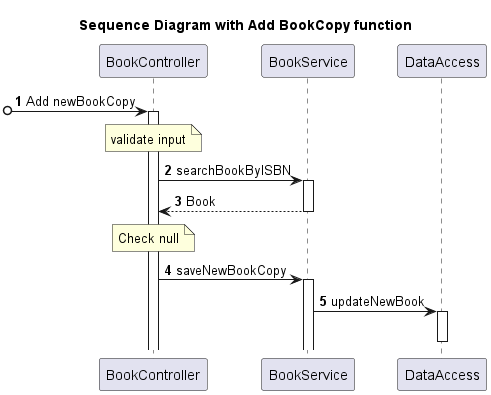 Sequence Diagram with Add BookCopy function
BookController BookService DataAccess
1 Add newBookCopy
validate input
2 searchBookByISBN
3 Book
Check null
4 saveNewBookCopy
5 updateNewBook
BookController BookService DataAccess